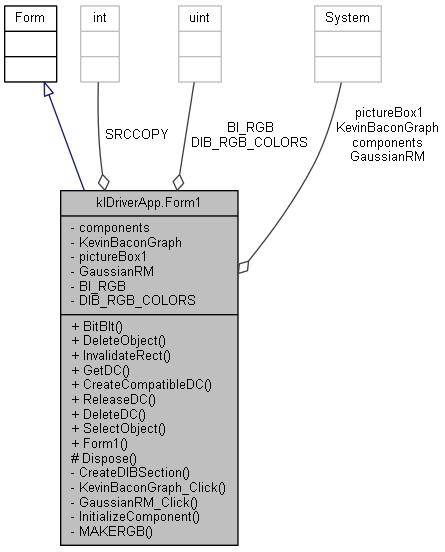 Form
int
uint
System
SRCCOPY
BI_RGB
DIB_RGB_COLORS
pictureBox1
KevinBaconGraph
components
GaussianRM
klDriverApp.Form1
- components
- KevinBaconGraph
- pictureBox1
- GaussianRM
- BI_RGB
- DIB_RGB_COLORS
+ BitBlt()
+ DeleteObject()
+ InvalidateRect()
+ GetDC()
+ CreateCompatibleDC()
+ ReleaseDC()
+ DeleteDC()
+ SelectObject()
+ Form1()
# Dispose()
- CreateDIBSection()
- KevinBaconGraph_Click()
- GaussianRM_Click()
- InitializeComponent()
- MAKERGB()